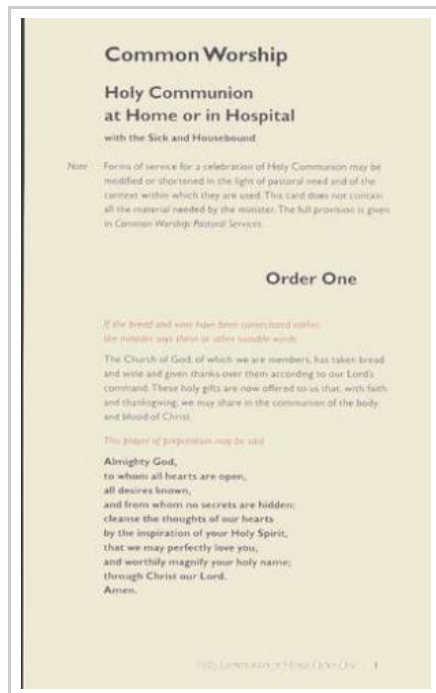 Common Worship
Holy Communion
at Home or in Hospital
with the Sick and Housebound
Note Forms of service for a celebration of Holy Communion may be
modified or shortened in the light of pastoral need and of the
context within which they are used. This card does not contain
all the material needed by the minister. The full provision is given
in Common Worship: Pastoral Services.
Order One
If the bread and wine have been consecrated earlier,
the minister says these or other suitable words
The Church of God, of which we are members, has taken bread
and wine and given thanks over them according to our Lord's
command. These holy gifts are now offered to us that, with faith
and thanksgiving, we may share in the communion of the body
and blood of Christ.
This prayer of preparation may be said
Almighty God,
to whom all hearts are open,
all desires known,
and from whom no secrets are hidden:
cleanse the thoughts of our hearts
by the inspiration of your Holy Spirit,
that we may perfectly love you,
and worthily magnify your holy name;
through Christ our Lord.
Amen.
Holy Communion at Home: Order One 1